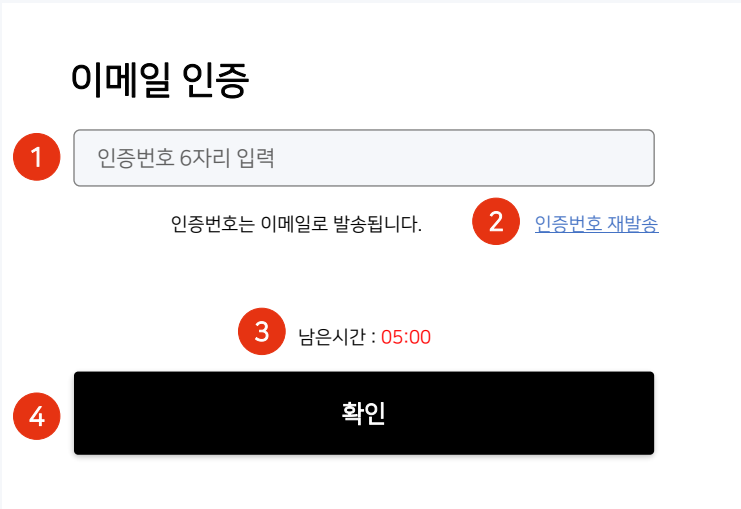 이메일 인증
1 인증번호 6자리 입력
인증번호는 이메일로 발송됩니다. 2 인증번호 재발송
3 남은시간 : 05:00
4 확인